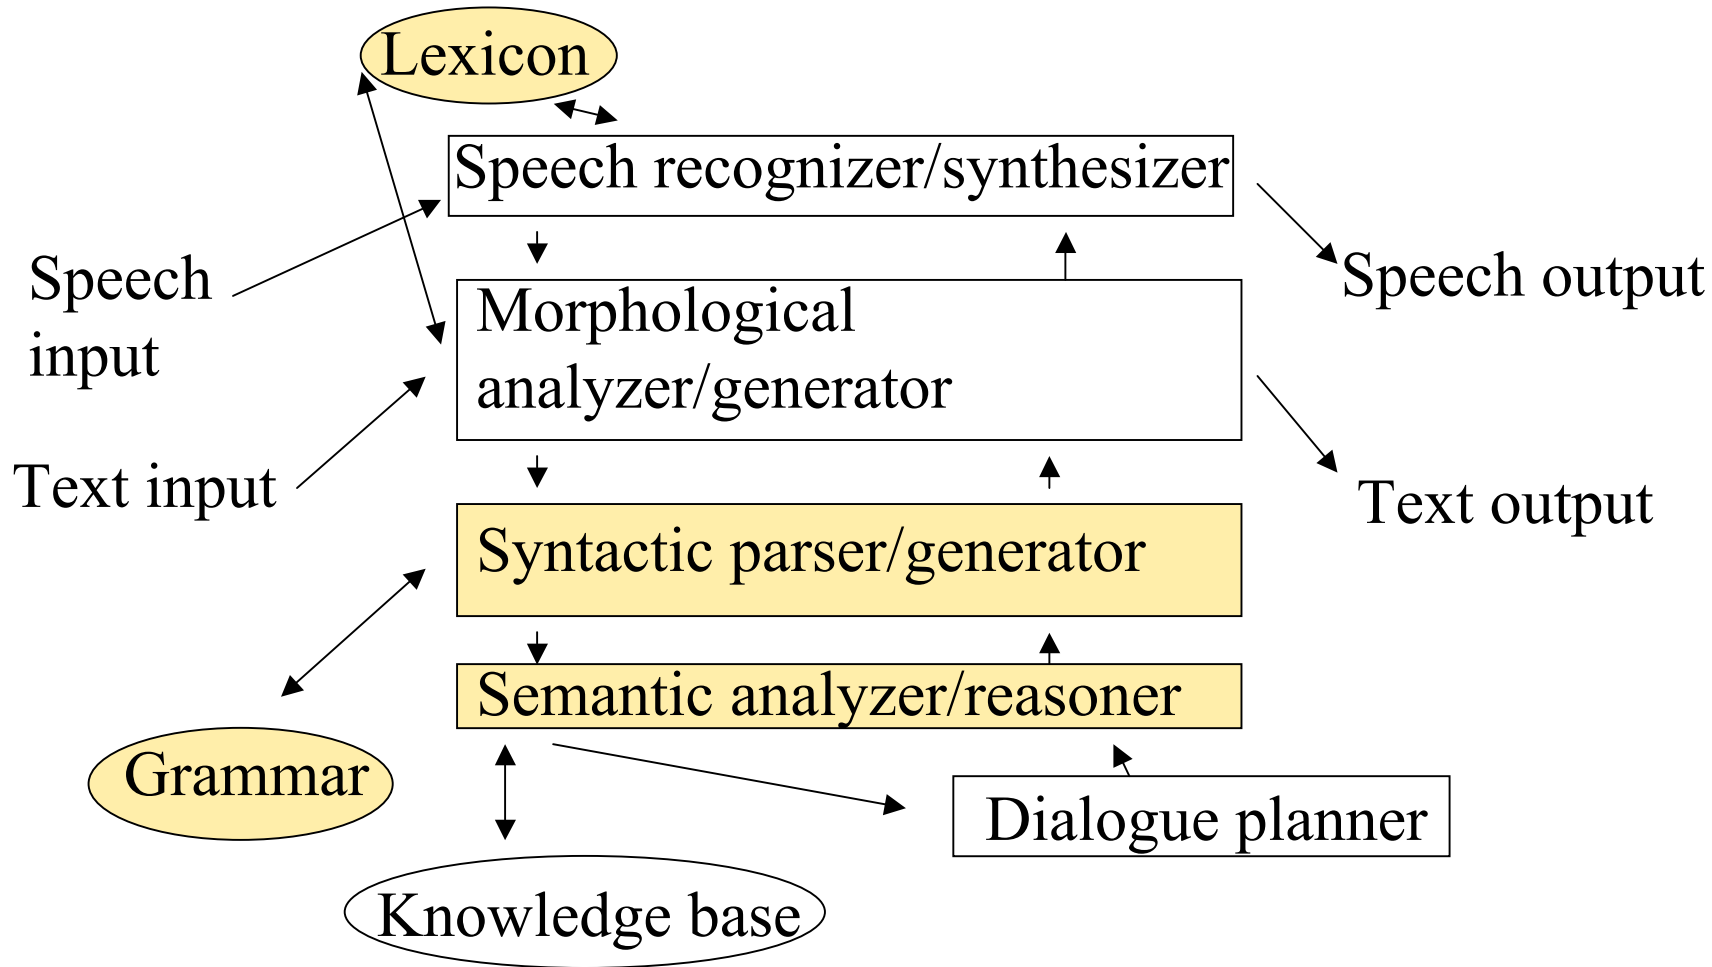 Lexicon
Speech recognizer/synthesizer
Speech
input
Speech output
Morphological
analyzer/generator
Text input
Text output
Syntactic parser/generator
Semantic analyzer/reasoner
Grammar
Dialogue planner
Knowledge base